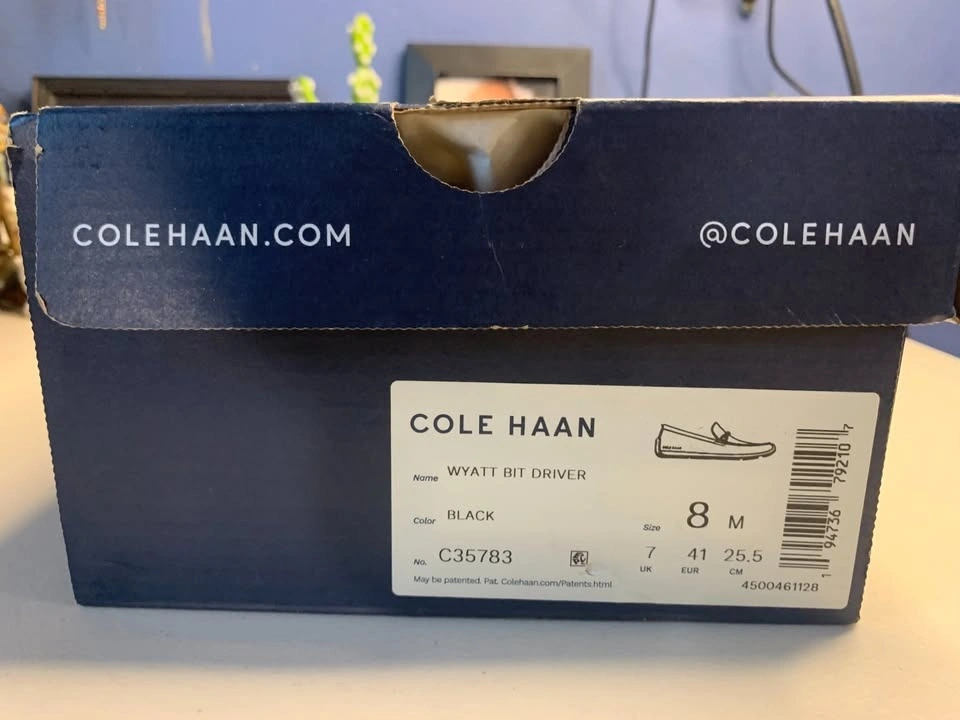 COLEHAAN.COM
@COLEHAAN
COLE HAAN
Name WYATT BIT DRIVER
Color BLACK
Size 8 M
No. C35783
7 41 25.5
UK EUR CM
May be patented. Pat. Colehaan.com/Patents.html
4500461128
1 94736 79210 7